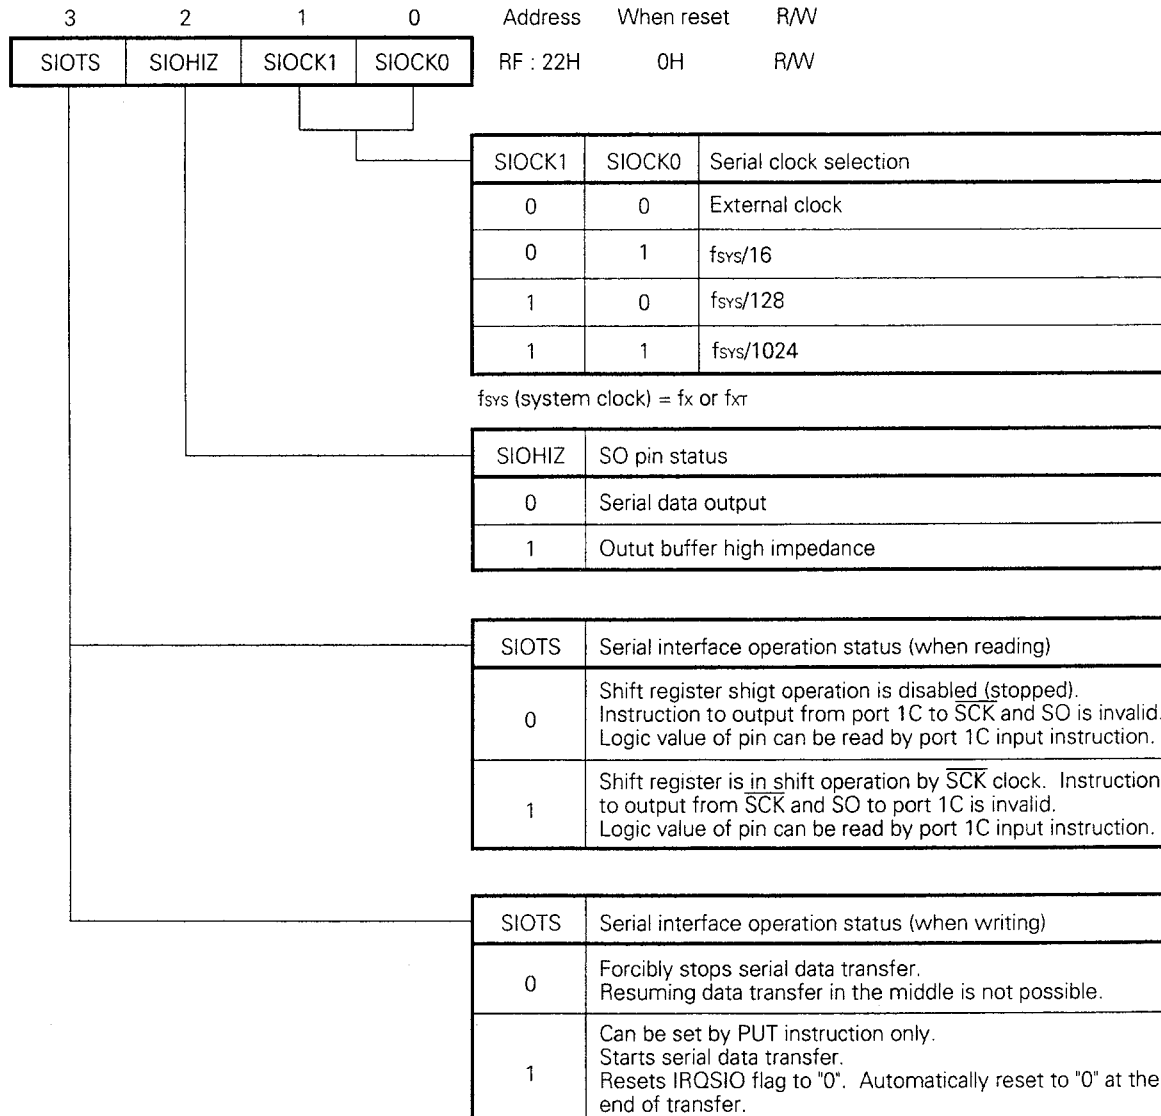 3 2 1 0 Address When reset R/W
SIOTS SIOHIZ SIOCK1 SIOCK0 RF : 22H 0H R/W
SIOCK1 SIOCK0 Serial clock selection
0 0 External clock
0 1 fSYS/16
1 0 fSYS/128
1 1 fSYS/1024
fSYS (system clock) = fX or fXT
SIOHIZ SO pin status
0 Serial data output
1 Outut buffer high impedance
SIOTS Serial interface operation status (when reading)
0 Shift register shigt operation is disabled (stopped).
Instruction to output from port 1C to S̅C̅K̅ and SO is invalid.
Logic value of pin can be read by port 1C input instruction.
1 Shift register is in shift operation by S̅C̅K̅ clock. Instruction
to output from S̅C̅K̅ and SO to port 1C is invalid.
Logic value of pin can be read by port 1C input instruction.
SIOTS Serial interface operation status (when writing)
0 Forcibly stops serial data transfer.
Resuming data transfer in the middle is not possible.
1 Can be set by PUT instruction only.
Starts serial data transfer.
Resets IRQSIO flag to "0". Automatically reset to "0" at the
end of transfer.